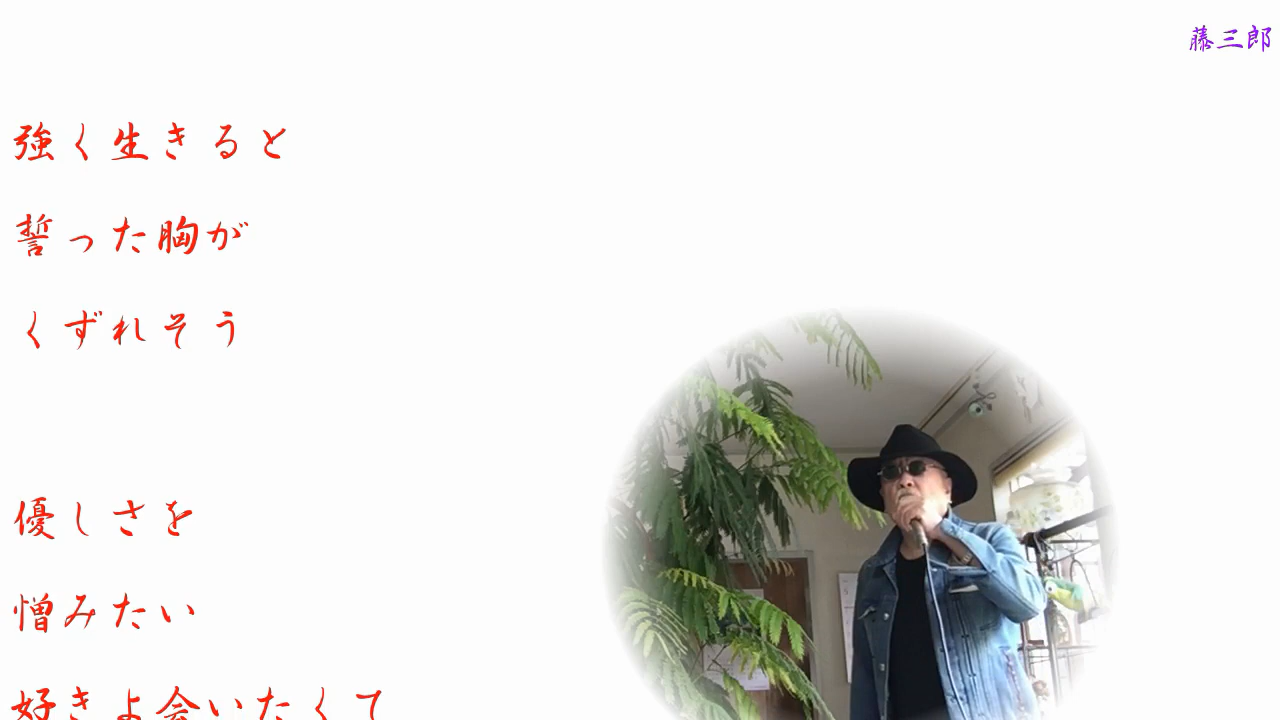 藤三郎
強く生きると
誓った胸が
くずれそう
優しさを
憎みたい
好きよ会いたくて